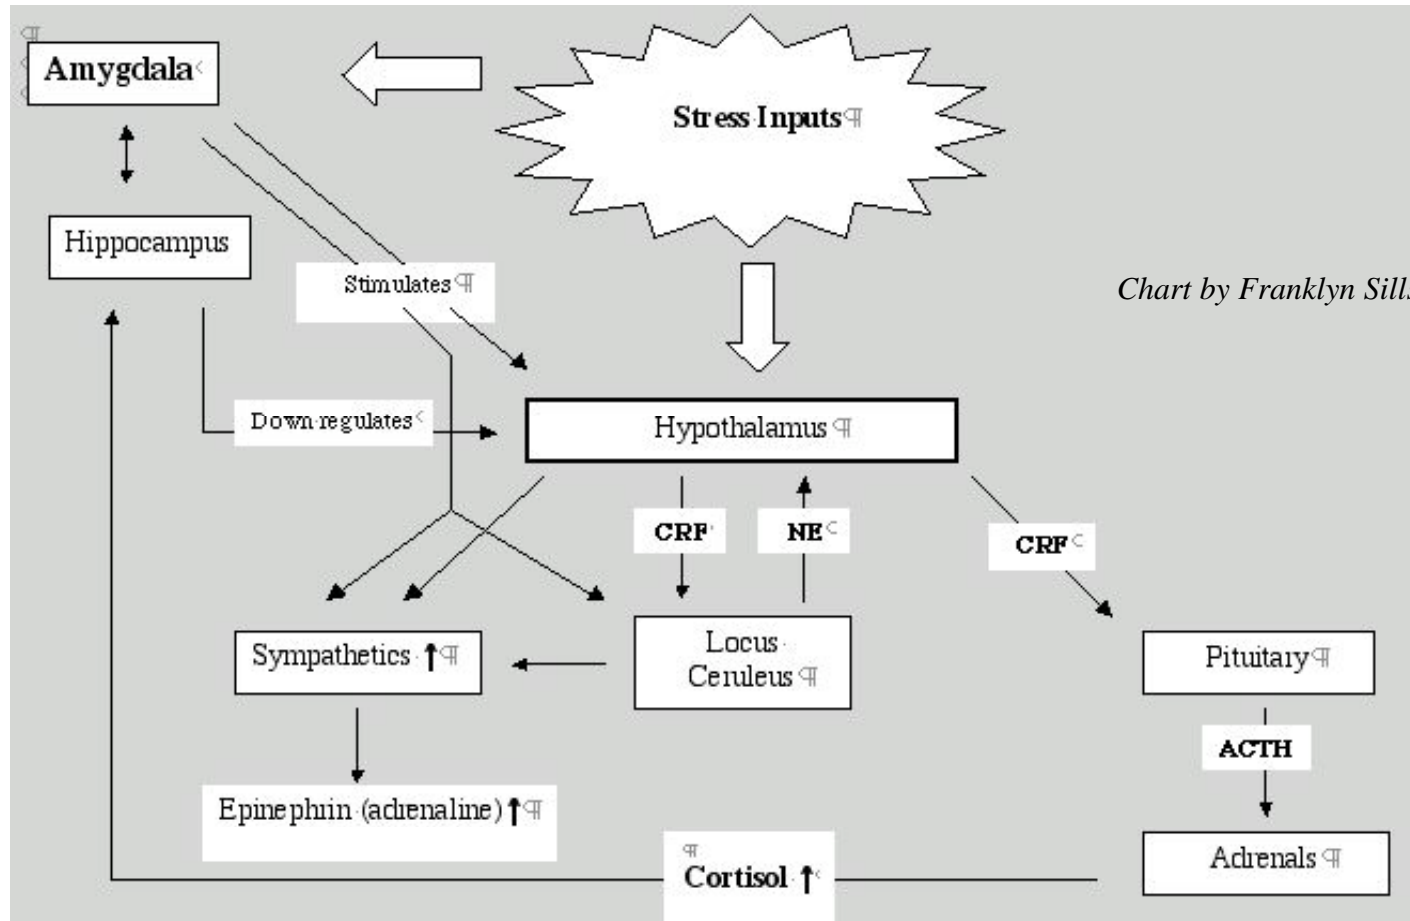 Amygdala
Stress Inputs
Hippocampus
Stimulates
Chart by Franklyn Sills
Down regulates
Hypothalamus
CRF
NE
CRF
Sympathetics ↑
Locus
Ceruleus
Pituitary
ACTH
Epinephrin (adrenaline) ↑
Cortisol ↑
Adrenals